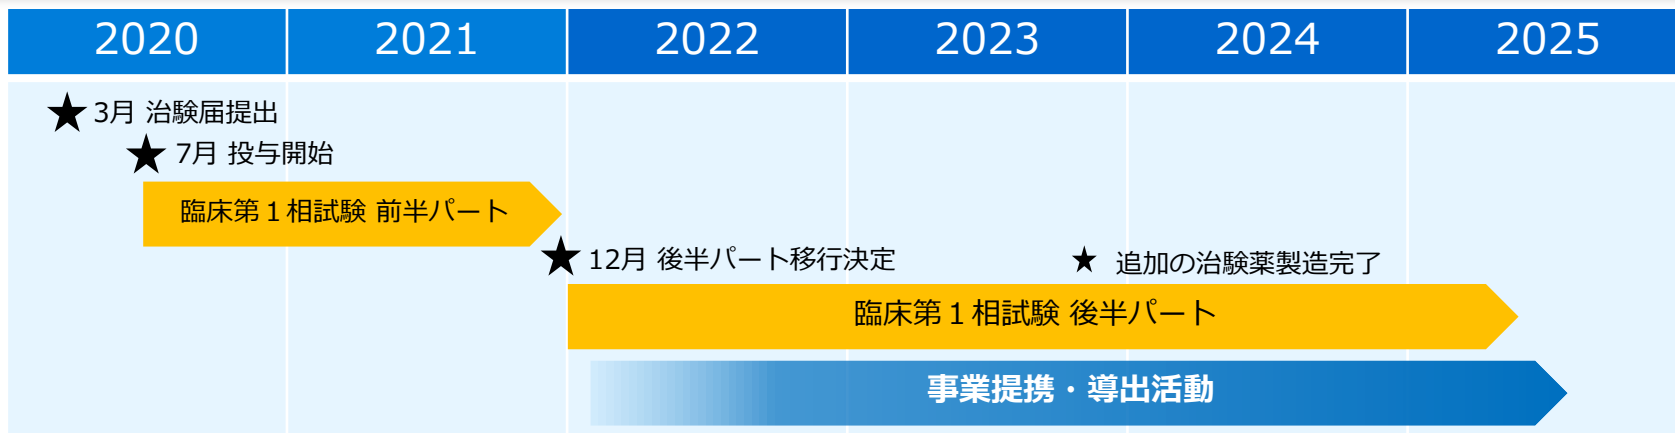 2020 2021 2022 2023 2024 2025
★ 3月 治験届提出
★ 7月 投与開始
臨床第１相試験 前半パート
★ 12月 後半パート移行決定
★ 追加の治験薬製造完了
臨床第１相試験 後半パート
事業提携・導出活動